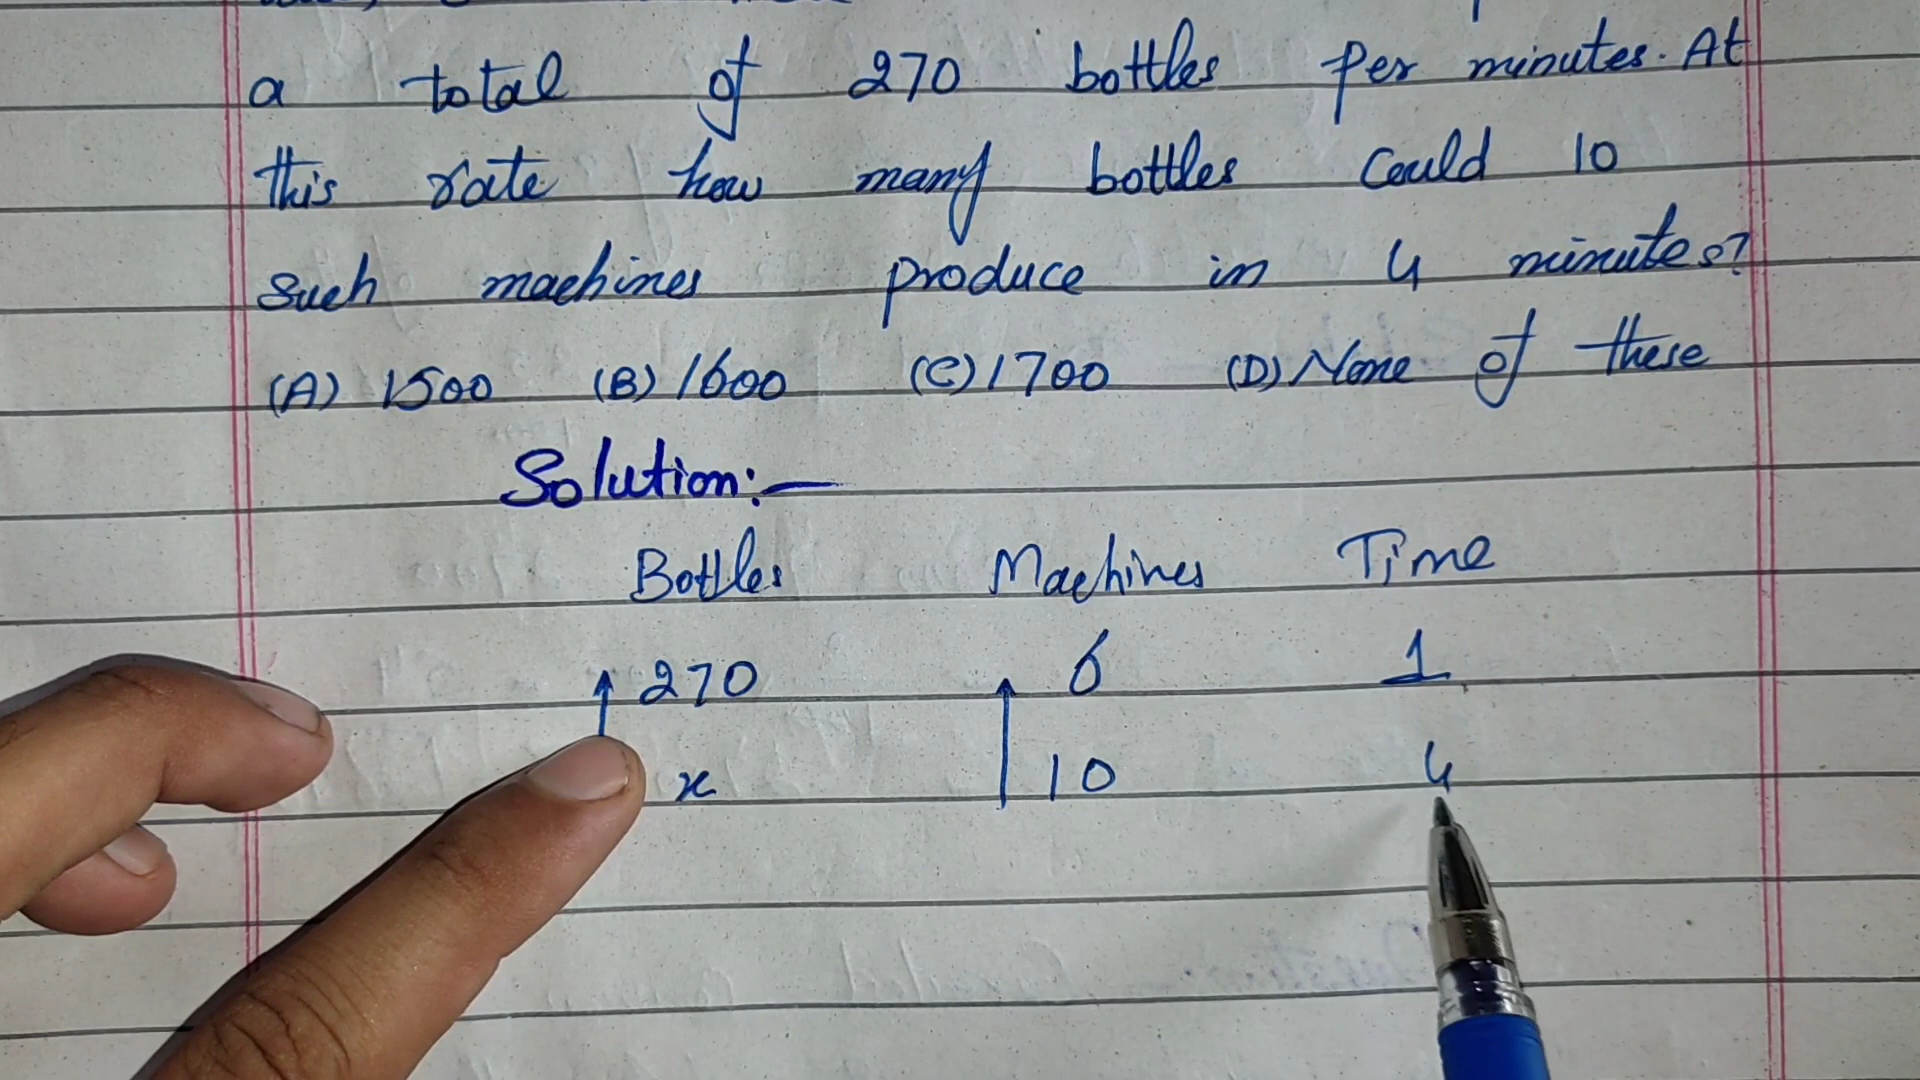 a total of 270 bottles per minutes. At
this rate how many bottles could 10
such machines produce in 4 minutes?
(A) 1500 (B) 1600 (C) 1700 (D) None of these
Solution:-
Bottles Machines Time
270 6 1
x 10 4